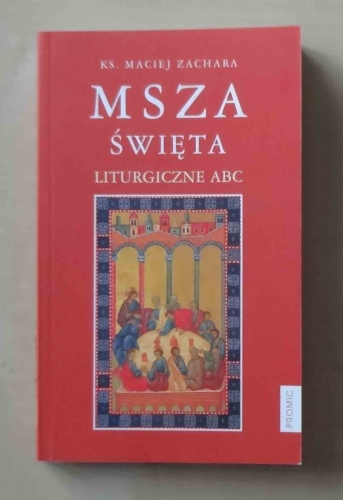 KS. MACIEJ ZACHARA
MSZA
ŚWIĘTA
LITURGICZNE ABC
PROMIC